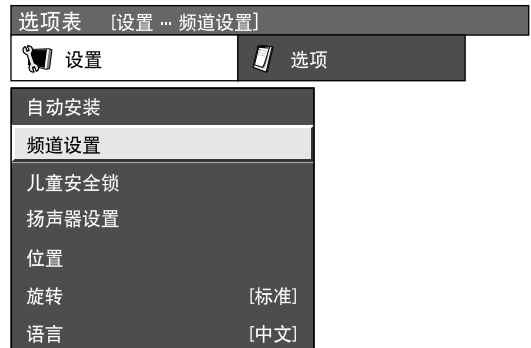 选项表 [设置 … 频道设置]
设置 选项
自动安装
频道设置
儿童安全锁
扬声器设置
位置
旋转 [标准]
语言 [中文]